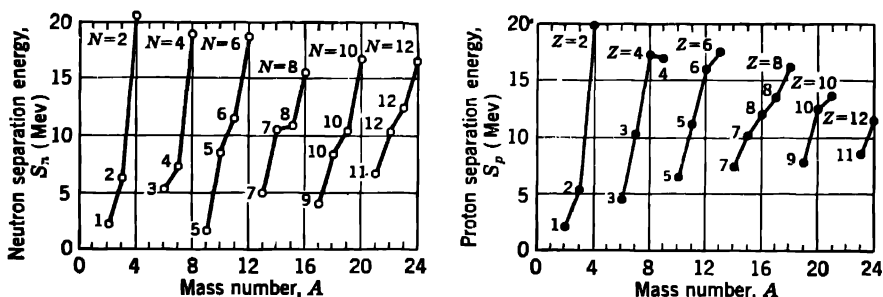 Neutron separation energy,
S_n (Mev)
20
15
10
5
0
0 4 8 12 16 20 24
Mass number, A
N=2 N=4 N=6 N=8 N=10 N=12
1 2
3 4
5 5 6
7 7 8
9 10 10
11 12 12
Proton separation energy,
S_p (Mev)
20
15
10
5
0
0 4 8 12 16 20 24
Mass number, A
Z=2 Z=4 Z=6 Z=8 Z=10 Z=12
1 2
3 3 4
5 5 6
7 7 8 8
9 10
11